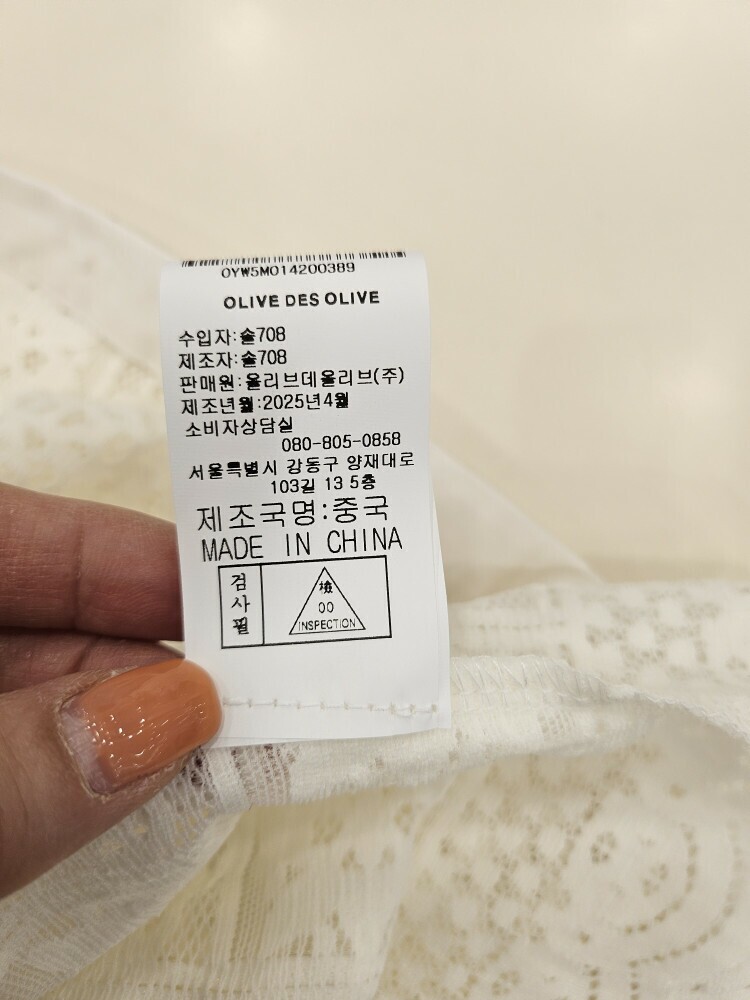 OYW5M014200389
OLIVE DES OLIVE
수입자:솔708
제조자:솔708
판매원:올리브데올리브(주)
제조년월:2025년4월
소비자상담실
080-805-0858
서울특별시 강동구 양재대로
103길 13 5층
제조국명:중국
MADE IN CHINA
검사필
檢
00
INSPECTION